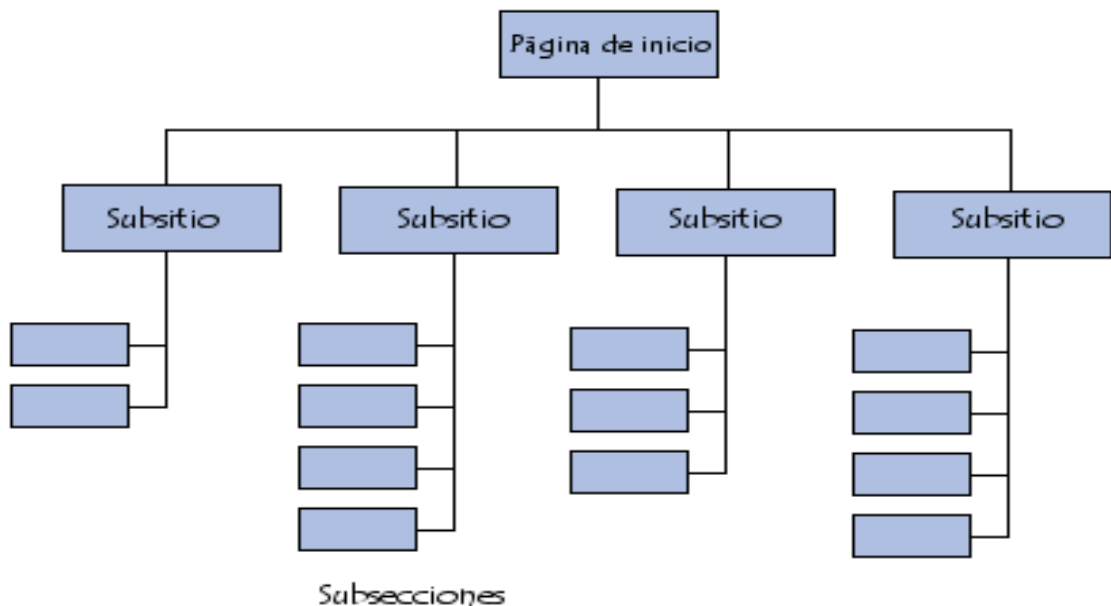 Página de inicio
Subsitio
Subsitio
Subsitio
Subsitio
Subsecciones